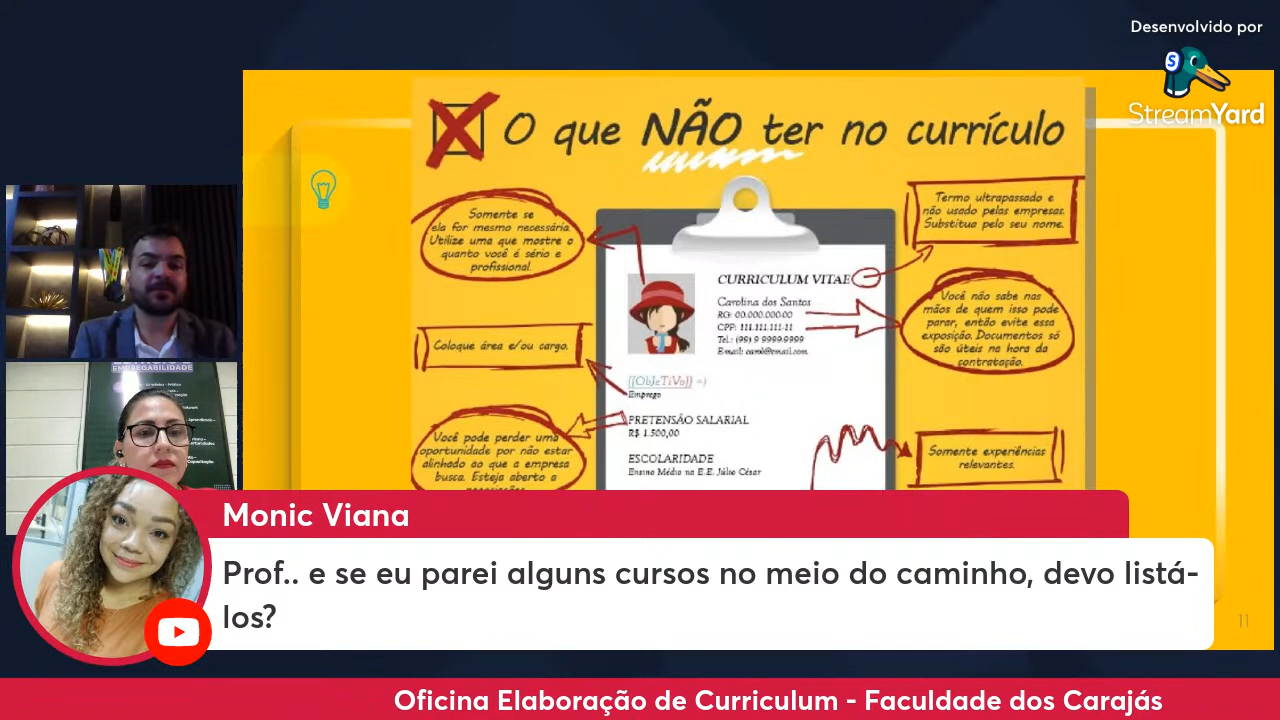 Desenvolvido por
StreamYard
O que NÃO ter no currículo
Somente se
ela for mesmo necessária.
Utilize uma que mostre o
quanto você é sério e
profissional.
Termo ultrapassado e
não usado pelas empresas.
Substitua pelo seu nome.
CURRICULUM VITAE
Carolina dos Santos
RG: 00.000.000-00
CPF: 111.111.111-11
Tel.: (99) 9 9999.9999
Você não sabe nas
mãos de quem isso pode
parar, então evite essa
exposição. Documentos só
são úteis na hora da
contratação.
Coloque área e/ou cargo.
[[ObJeTiVo]] =)
Emprego
PRETENSÃO SALARIAL
R$ 1.500,00
ESCOLARIDADE
Ensino Médio na E.E. Júlio César
Você pode perder uma
oportunidade por não estar
alinhado ao que a empresa
busca. Esteja aberto a
Somente experiências
relevantes.
EMPREGABILIDADE
Monic Viana
Prof.. e se eu parei alguns cursos no meio do caminho, devo listá-
los?
11
Oficina Elaboração de Curriculum - Faculdade dos Carajás